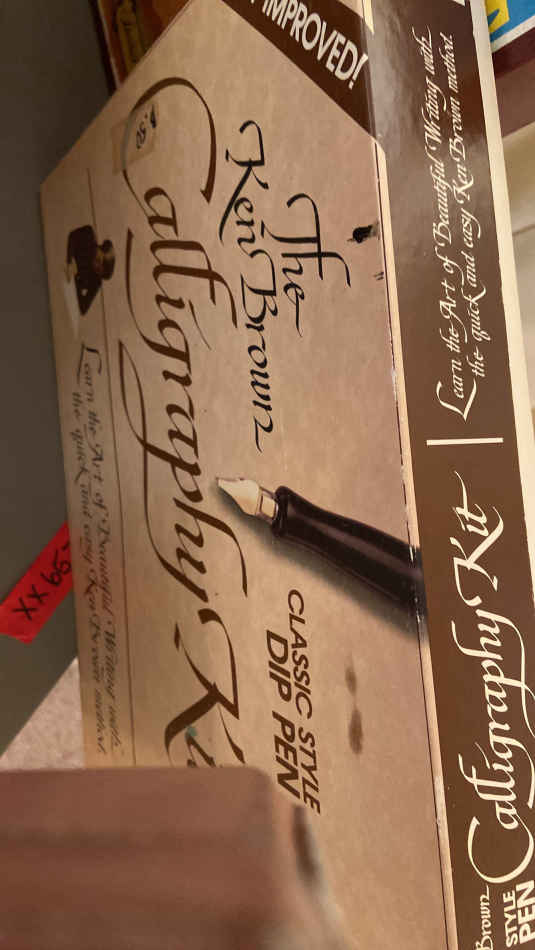 IMPROVED!
The
Ken Brown
Calligraphy Ki
CLASSIC STYLE
DIP PEN
Learn the Art of Beautiful Writing with
the quick and easy Ken Brown method.
Learn the Art of Beautiful Writing with
the quick and easy Ken Brown method.
Calligraphy Kit
Brown
STYLE
PEN